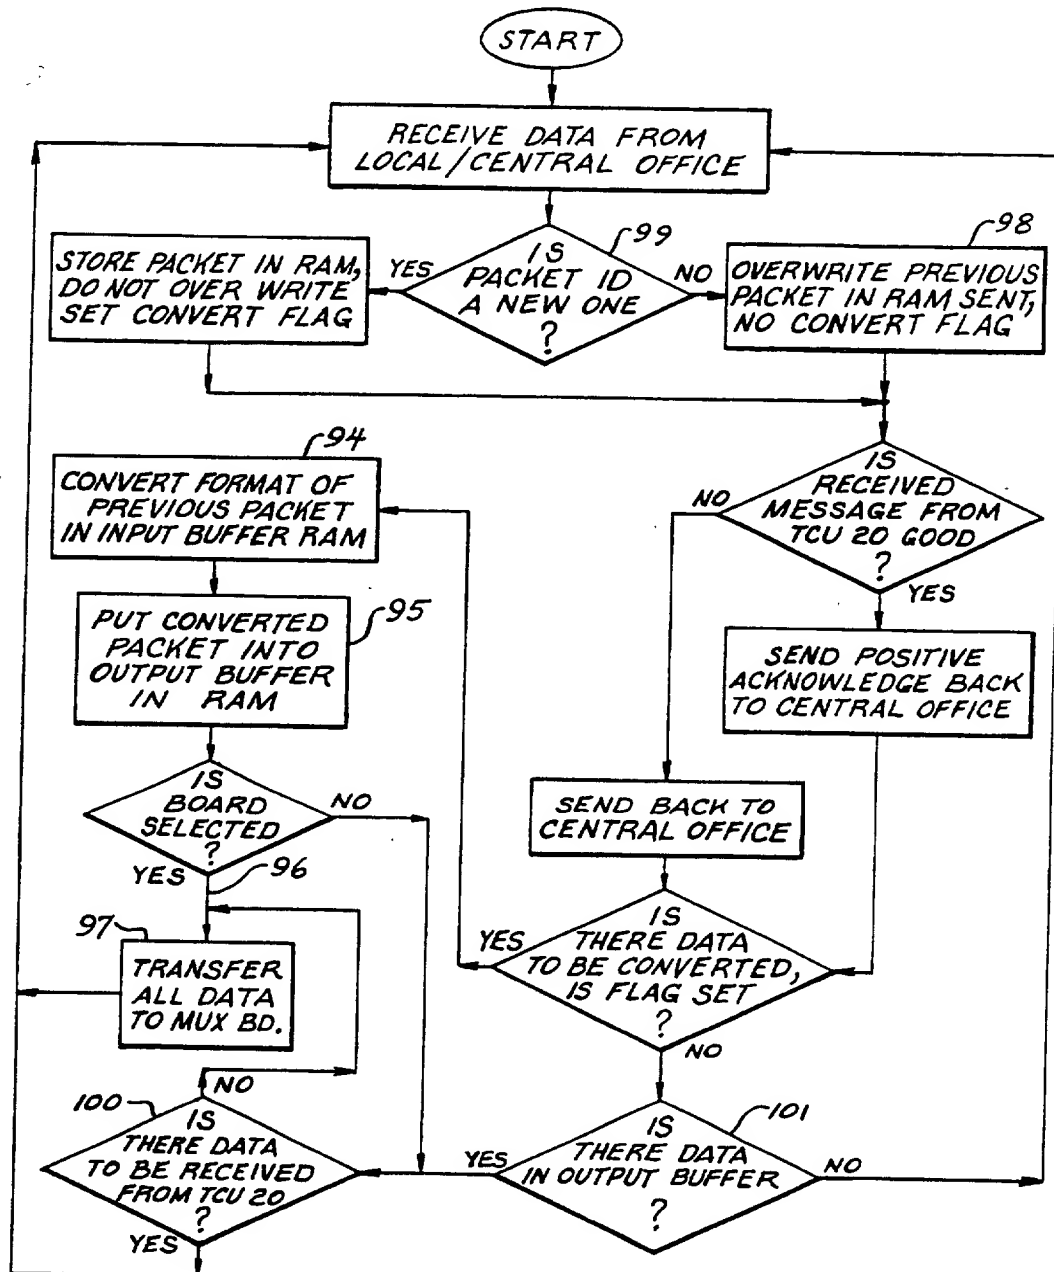 START
RECEIVE DATA FROM
LOCAL/CENTRAL OFFICE
99
IS
PACKET ID
A NEW ONE
?
YES
NO
STORE PACKET IN RAM,
DO NOT OVER WRITE
SET CONVERT FLAG
98
OVERWRITE PREVIOUS
PACKET IN RAM SENT,
NO CONVERT FLAG
IS
RECEIVED
MESSAGE FROM
TCU 20 GOOD
?
NO
YES
94
CONVERT FORMAT OF
PREVIOUS PACKET
IN INPUT BUFFER RAM
95
PUT CONVERTED
PACKET INTO
OUTPUT BUFFER
IN RAM
SEND POSITIVE
ACKNOWLEDGE BACK
TO CENTRAL OFFICE
IS
BOARD
SELECTED
?
NO
YES
96
SEND BACK TO
CENTRAL OFFICE
97
TRANSFER
ALL DATA
TO MUX BD.
IS
THERE DATA
TO BE CONVERTED,
IS FLAG SET
?
YES
NO
100
IS
THERE DATA
TO BE RECEIVED
FROM TCU 20
?
NO
YES
101
IS
THERE DATA
IN OUTPUT BUFFER
?
YES
NO